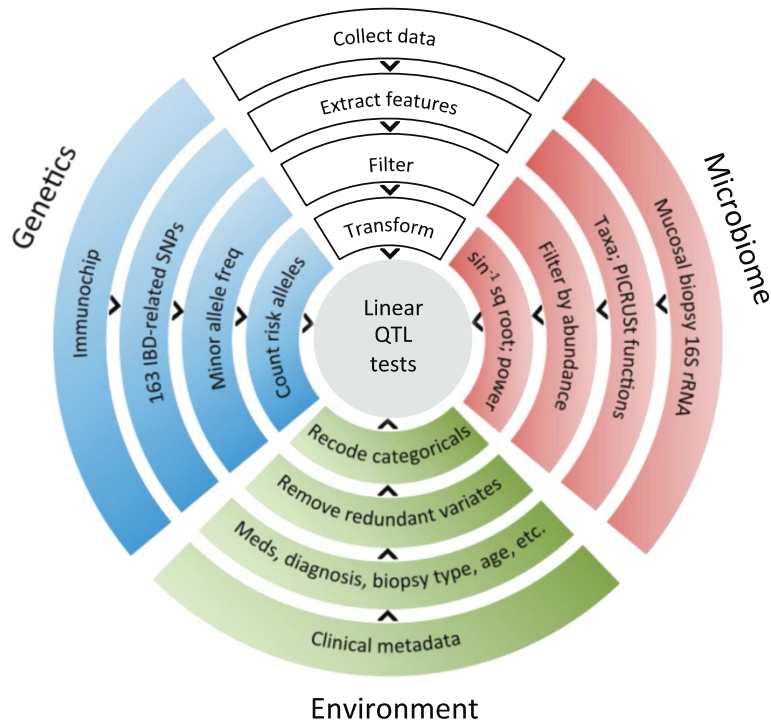 Collect data
Extract features
Filter
Transform
Genetics
Immunochip
163 IBD-related SNPs
Minor allele freq
Count risk alleles
Linear
QTL
tests
sin⁻¹ sq root; power
Filter by abundance
Taxa; PICRUSt functions
Mucosal biopsy 16S rRNA
Microbiome
Recode categoricals
Remove redundant variates
Meds, diagnosis, biopsy type, age, etc.
Clinical metadata
Environment